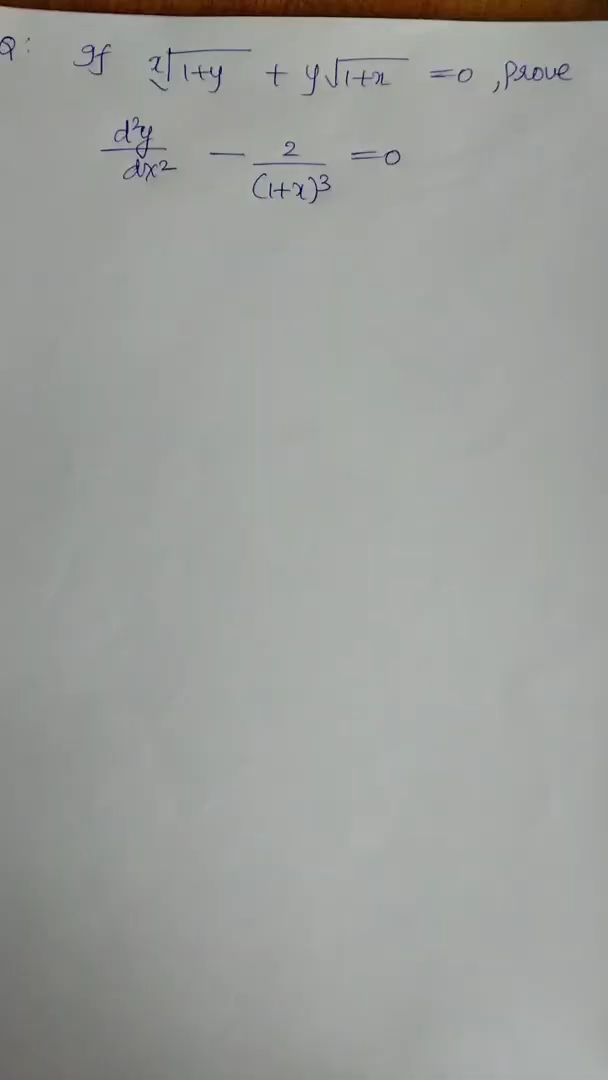 Q: If x√1+y + y√1+x =0, prove
d²y/dx² - 2/(1+x)³ =0